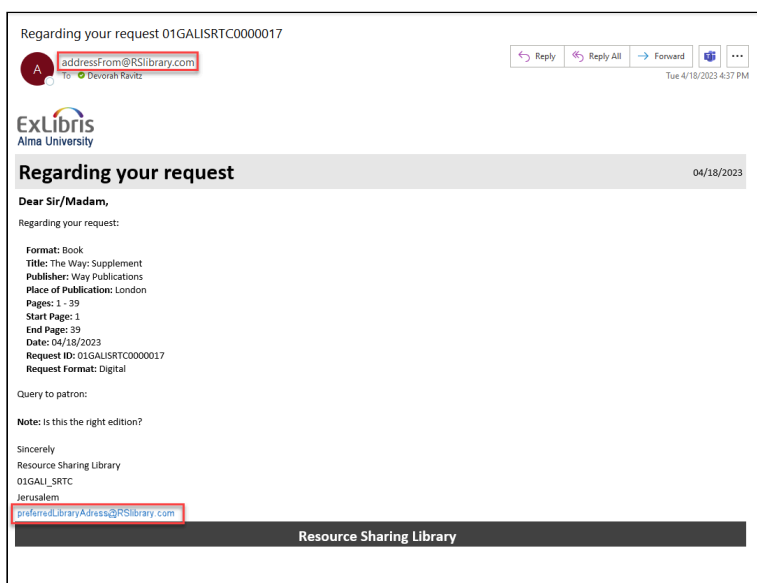 Regarding your request 01GALISRTC0000017
A
addressFrom@RSlibrary.com
To Devorah Ravitz
Reply
Reply All
Forward
Tue 4/18/2023 4:37 PM
ExLibris
Alma University
Regarding your request
04/18/2023
Dear Sir/Madam,
Regarding your request:
Format: Book
Title: The Way: Supplement
Publisher: Way Publications
Place of Publication: London
Pages: 1 - 39
Start Page: 1
End Page: 39
Date: 04/18/2023
Request ID: 01GALISRTC0000017
Request Format: Digital
Query to patron:
Note: Is this the right edition?
Sincerely
Resource Sharing Library
01GALI_SRTC
Jerusalem
preferredLibraryAdress@RSlibrary.com
Resource Sharing Library